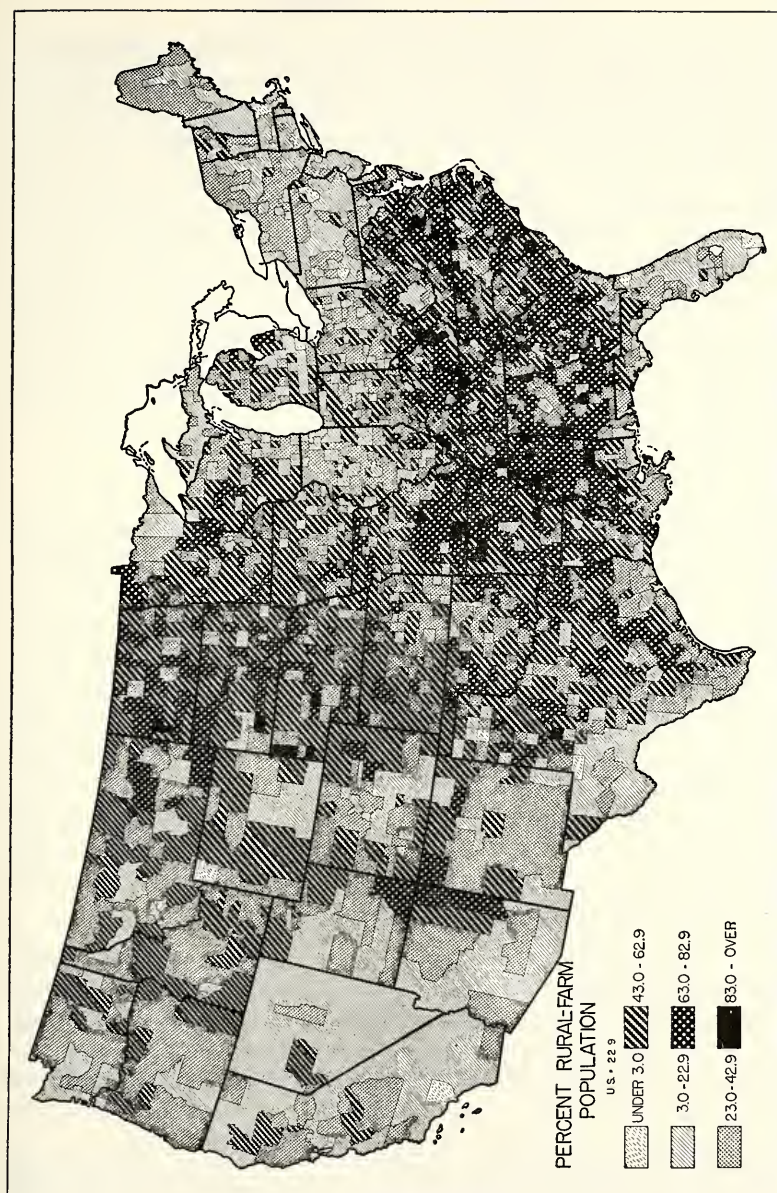 PERCENT RURAL-FARM
POPULATION
U.S. = 22.9
UNDER 3.0
3.0-22.9
23.0-42.9
43.0-62.9
63.0-82.9
83.0-OVER